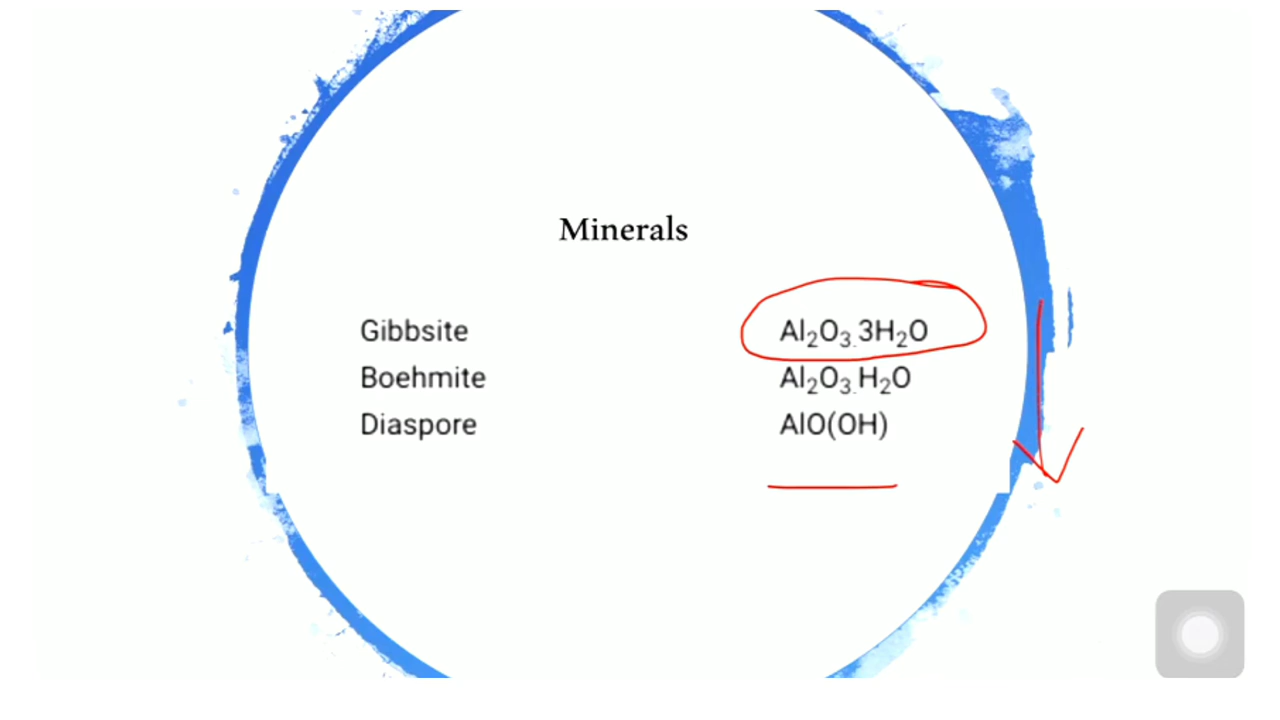 Minerals
Gibbsite Al₂O₃.3H₂O
Boehmite Al₂O₃.H₂O
Diaspore AlO(OH)